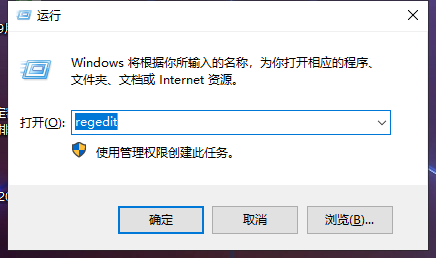 运行
Windows 将根据你所输入的名称，为你打开相应的程序、
文件夹、文档或 Internet 资源。
打开(O):
regedit
使用管理权限创建此任务。
确定
取消
浏览(B)...